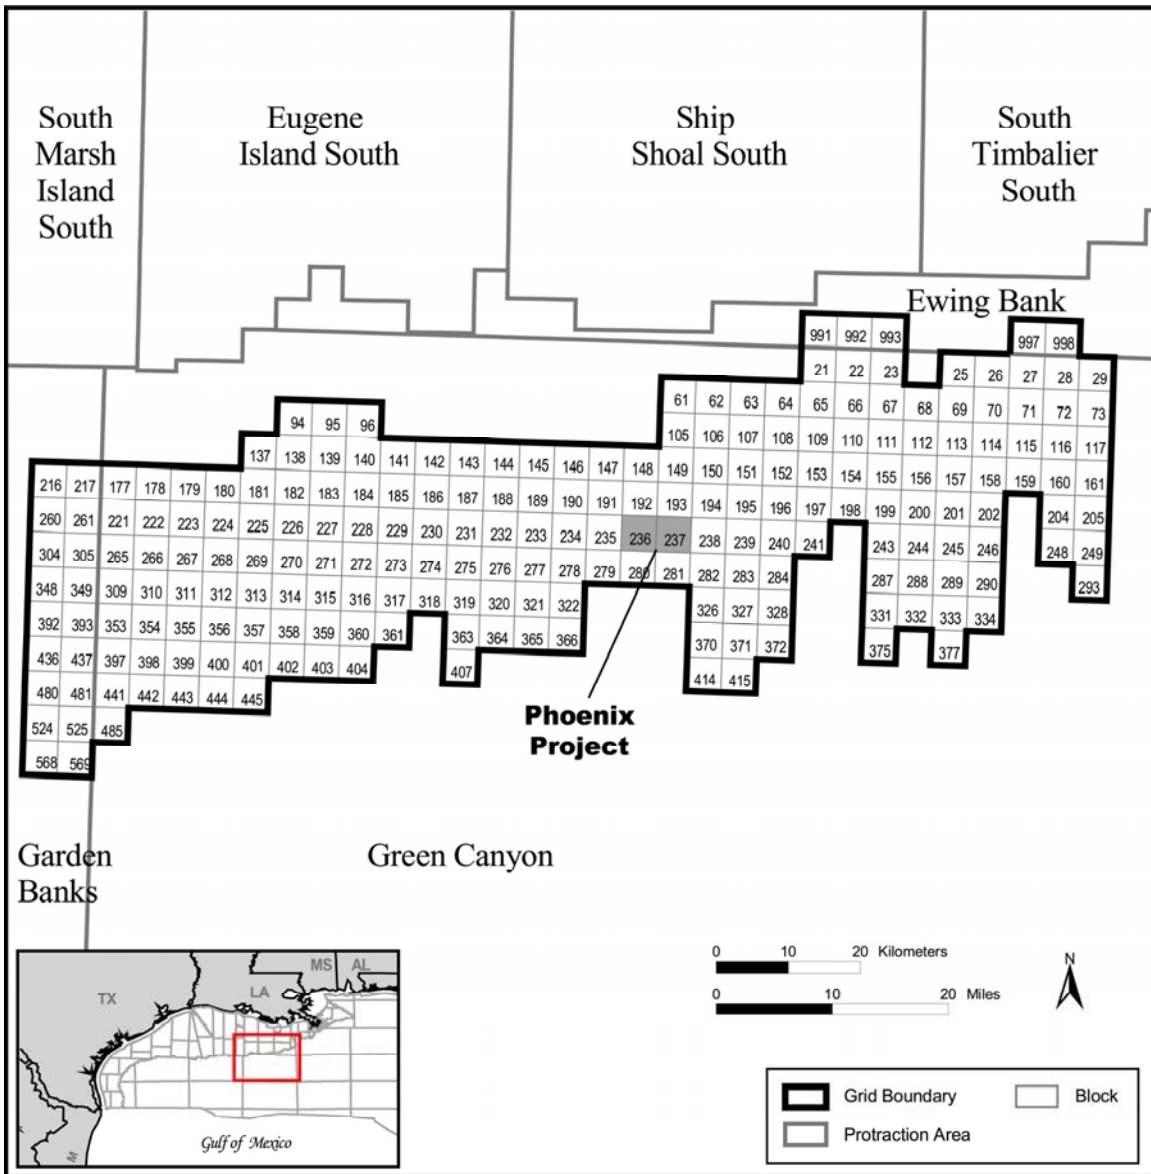 South
Marsh
Island
South
Eugene
Island South
Ship
Shoal South
South
Timbalier
South
Ewing Bank
991 992 993 997 998
21 22 23 25 26 27 28 29
61 62 63 64 65 66 67 68 69 70 71 72 73
94 95 96 105 106 107 108 109 110 111 112 113 114 115 116 117
137 138 139 140 141 142 143 144 145 146 147 148 149 150 151 152 153 154 155 156 157 158 159 160 161
216 217 177 178 179 180 181 182 183 184 185 186 187 188 189 190 191 192 193 194 195 196 197 198 199 200 201 202 204 205
260 261 221 222 223 224 225 226 227 228 229 230 231 232 233 234 235 236 237 238 239 240 241 243 244 245 246 248 249
304 305 265 266 267 268 269 270 271 272 273 274 275 276 277 278 279 280 281 282 283 284 287 288 289 290 293
348 349 309 310 311 312 313 314 315 316 317 318 319 320 321 322 326 327 328 331 332 333 334
392 393 353 354 355 356 357 358 359 360 361 363 364 365 366 370 371 372 375 377
436 437 397 398 399 400 401 402 403 404 407 414 415
480 481 441 442 443 444 445
524 525 485
568 569
Phoenix
Project
Garden
Banks
Green Canyon
TX
LA
MS
AL
M
Gulf of Mexico
0 10 20 Kilometers
0 10 20 Miles
N
Grid Boundary
Block
Protraction Area